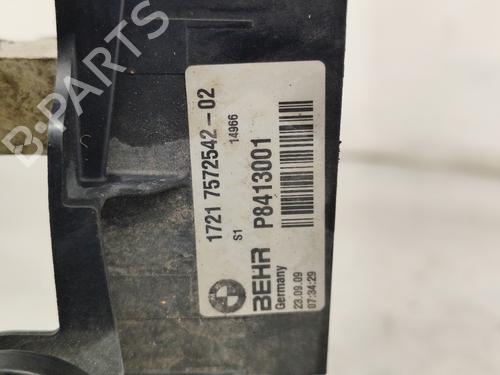 1721 7572542-02
14966
S1
BEHR P8413001
Germany
23.09.09
07:34:29
B-PARTS